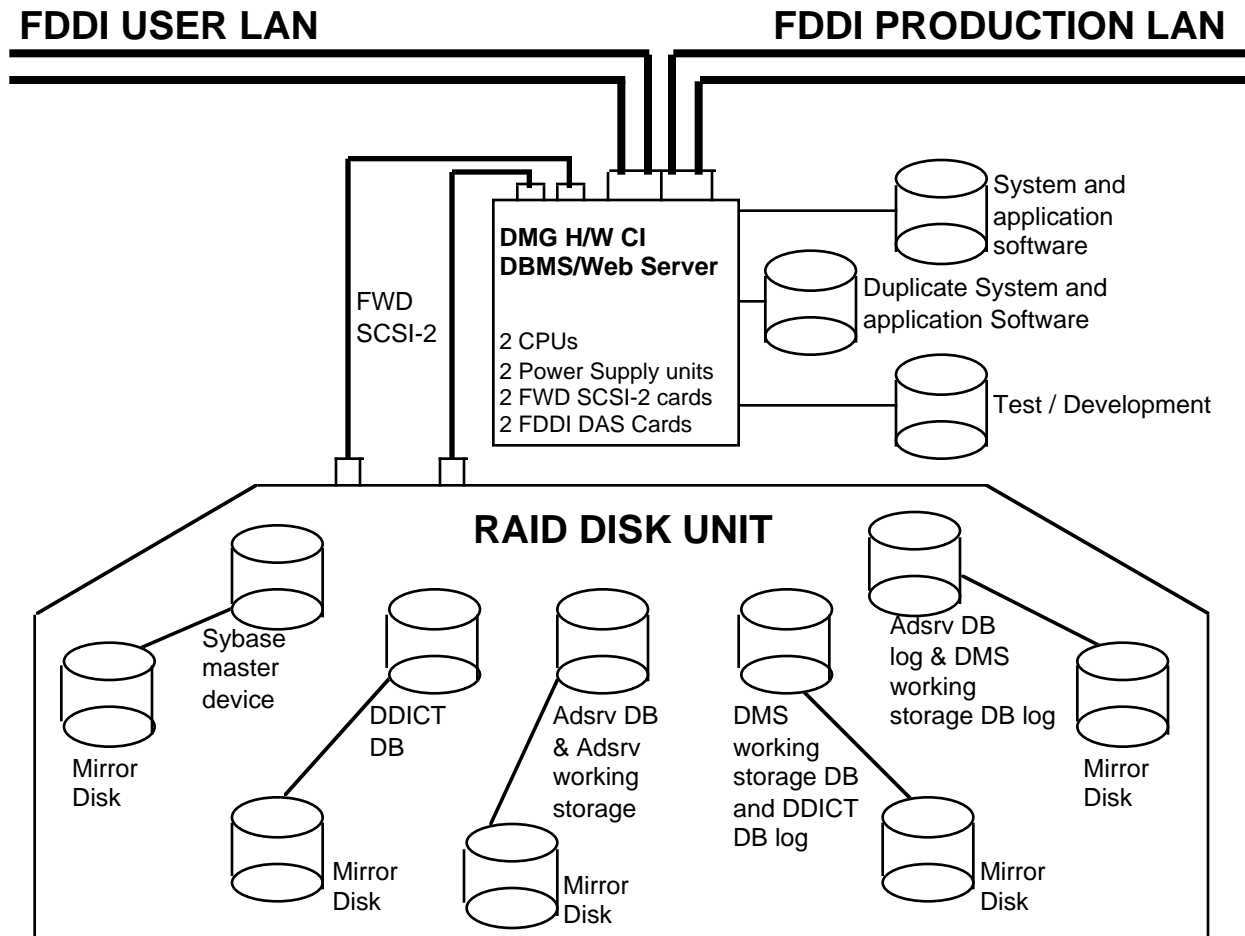 FDDI USER LAN
FDDI PRODUCTION LAN
System and
application
software
DMG H/W CI
DBMS/Web Server
2 CPUs
2 Power Supply units
2 FWD SCSI-2 cards
2 FDDI DAS Cards
FWD
SCSI-2
Duplicate System and
application Software
Test / Development
RAID DISK UNIT
Sybase
master
device
Mirror
Disk
DDICT
DB
Mirror
Disk
Adsrv DB
& Adsrv
working
storage
Mirror
Disk
DMS
working
storage DB
and DDICT
DB log
Mirror
Disk
Adsrv DB
log & DMS
working
storage DB log
Mirror
Disk